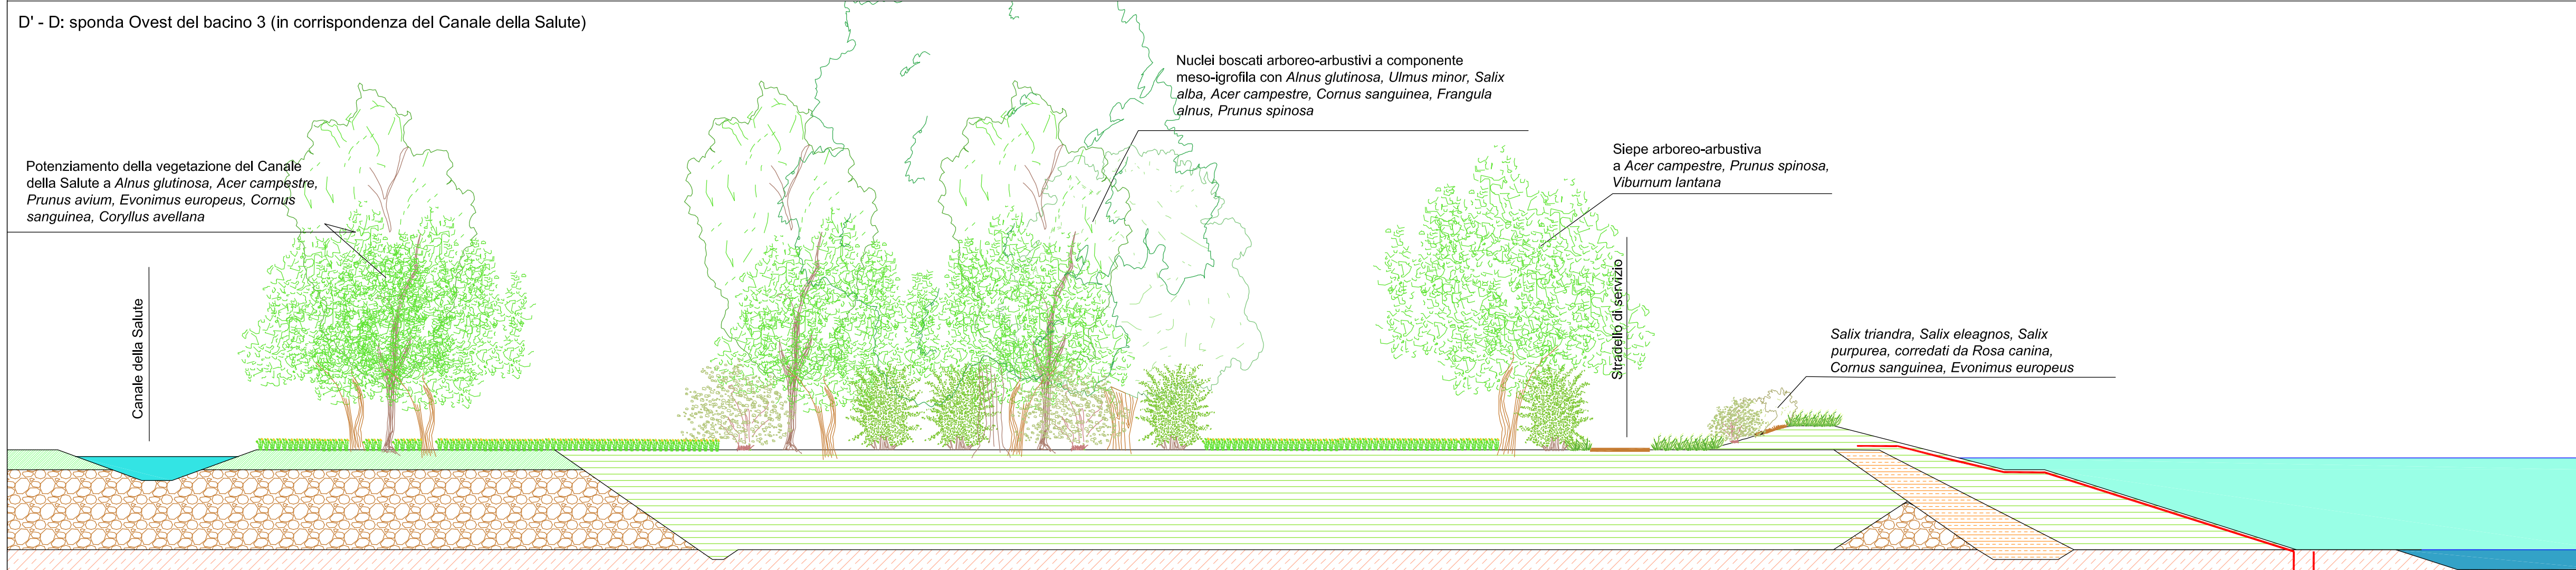 D' - D: sponda Ovest del bacino 3 (in corrispondenza del Canale della Salute)
Potenziamento della vegetazione del Canale
della Salute a Alnus glutinosa, Acer campestre,
Prunus avium, Evonimus europeus, Cornus
sanguinea, Coryllus avellana
Canale della Salute
Nuclei boscati arboreo-arbustivi a componente
meso-igrofila con Alnus glutinosa, Ulmus minor, Salix
alba, Acer campestre, Cornus sanguinea, Frangula
alnus, Prunus spinosa
Siepe arboreo-arbustiva
a Acer campestre, Prunus spinosa,
Viburnum lantana
Stradello di servizio
Salix triandra, Salix eleagnos, Salix
purpurea, corredati da Rosa canina,
Cornus sanguinea, Evonimus europeus